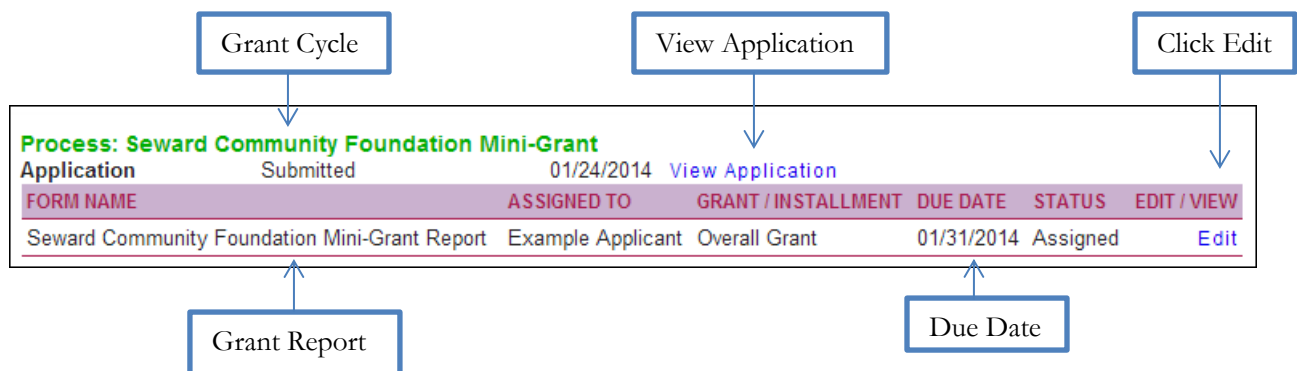 Grant Cycle View Application Click Edit
Process: Seward Community Foundation Mini-Grant
Application Submitted 01/24/2014 View Application
FORM NAME ASSIGNED TO GRANT / INSTALLMENT DUE DATE STATUS EDIT / VIEW
Seward Community Foundation Mini-Grant Report Example Applicant Overall Grant 01/31/2014 Assigned Edit
Grant Report Due Date